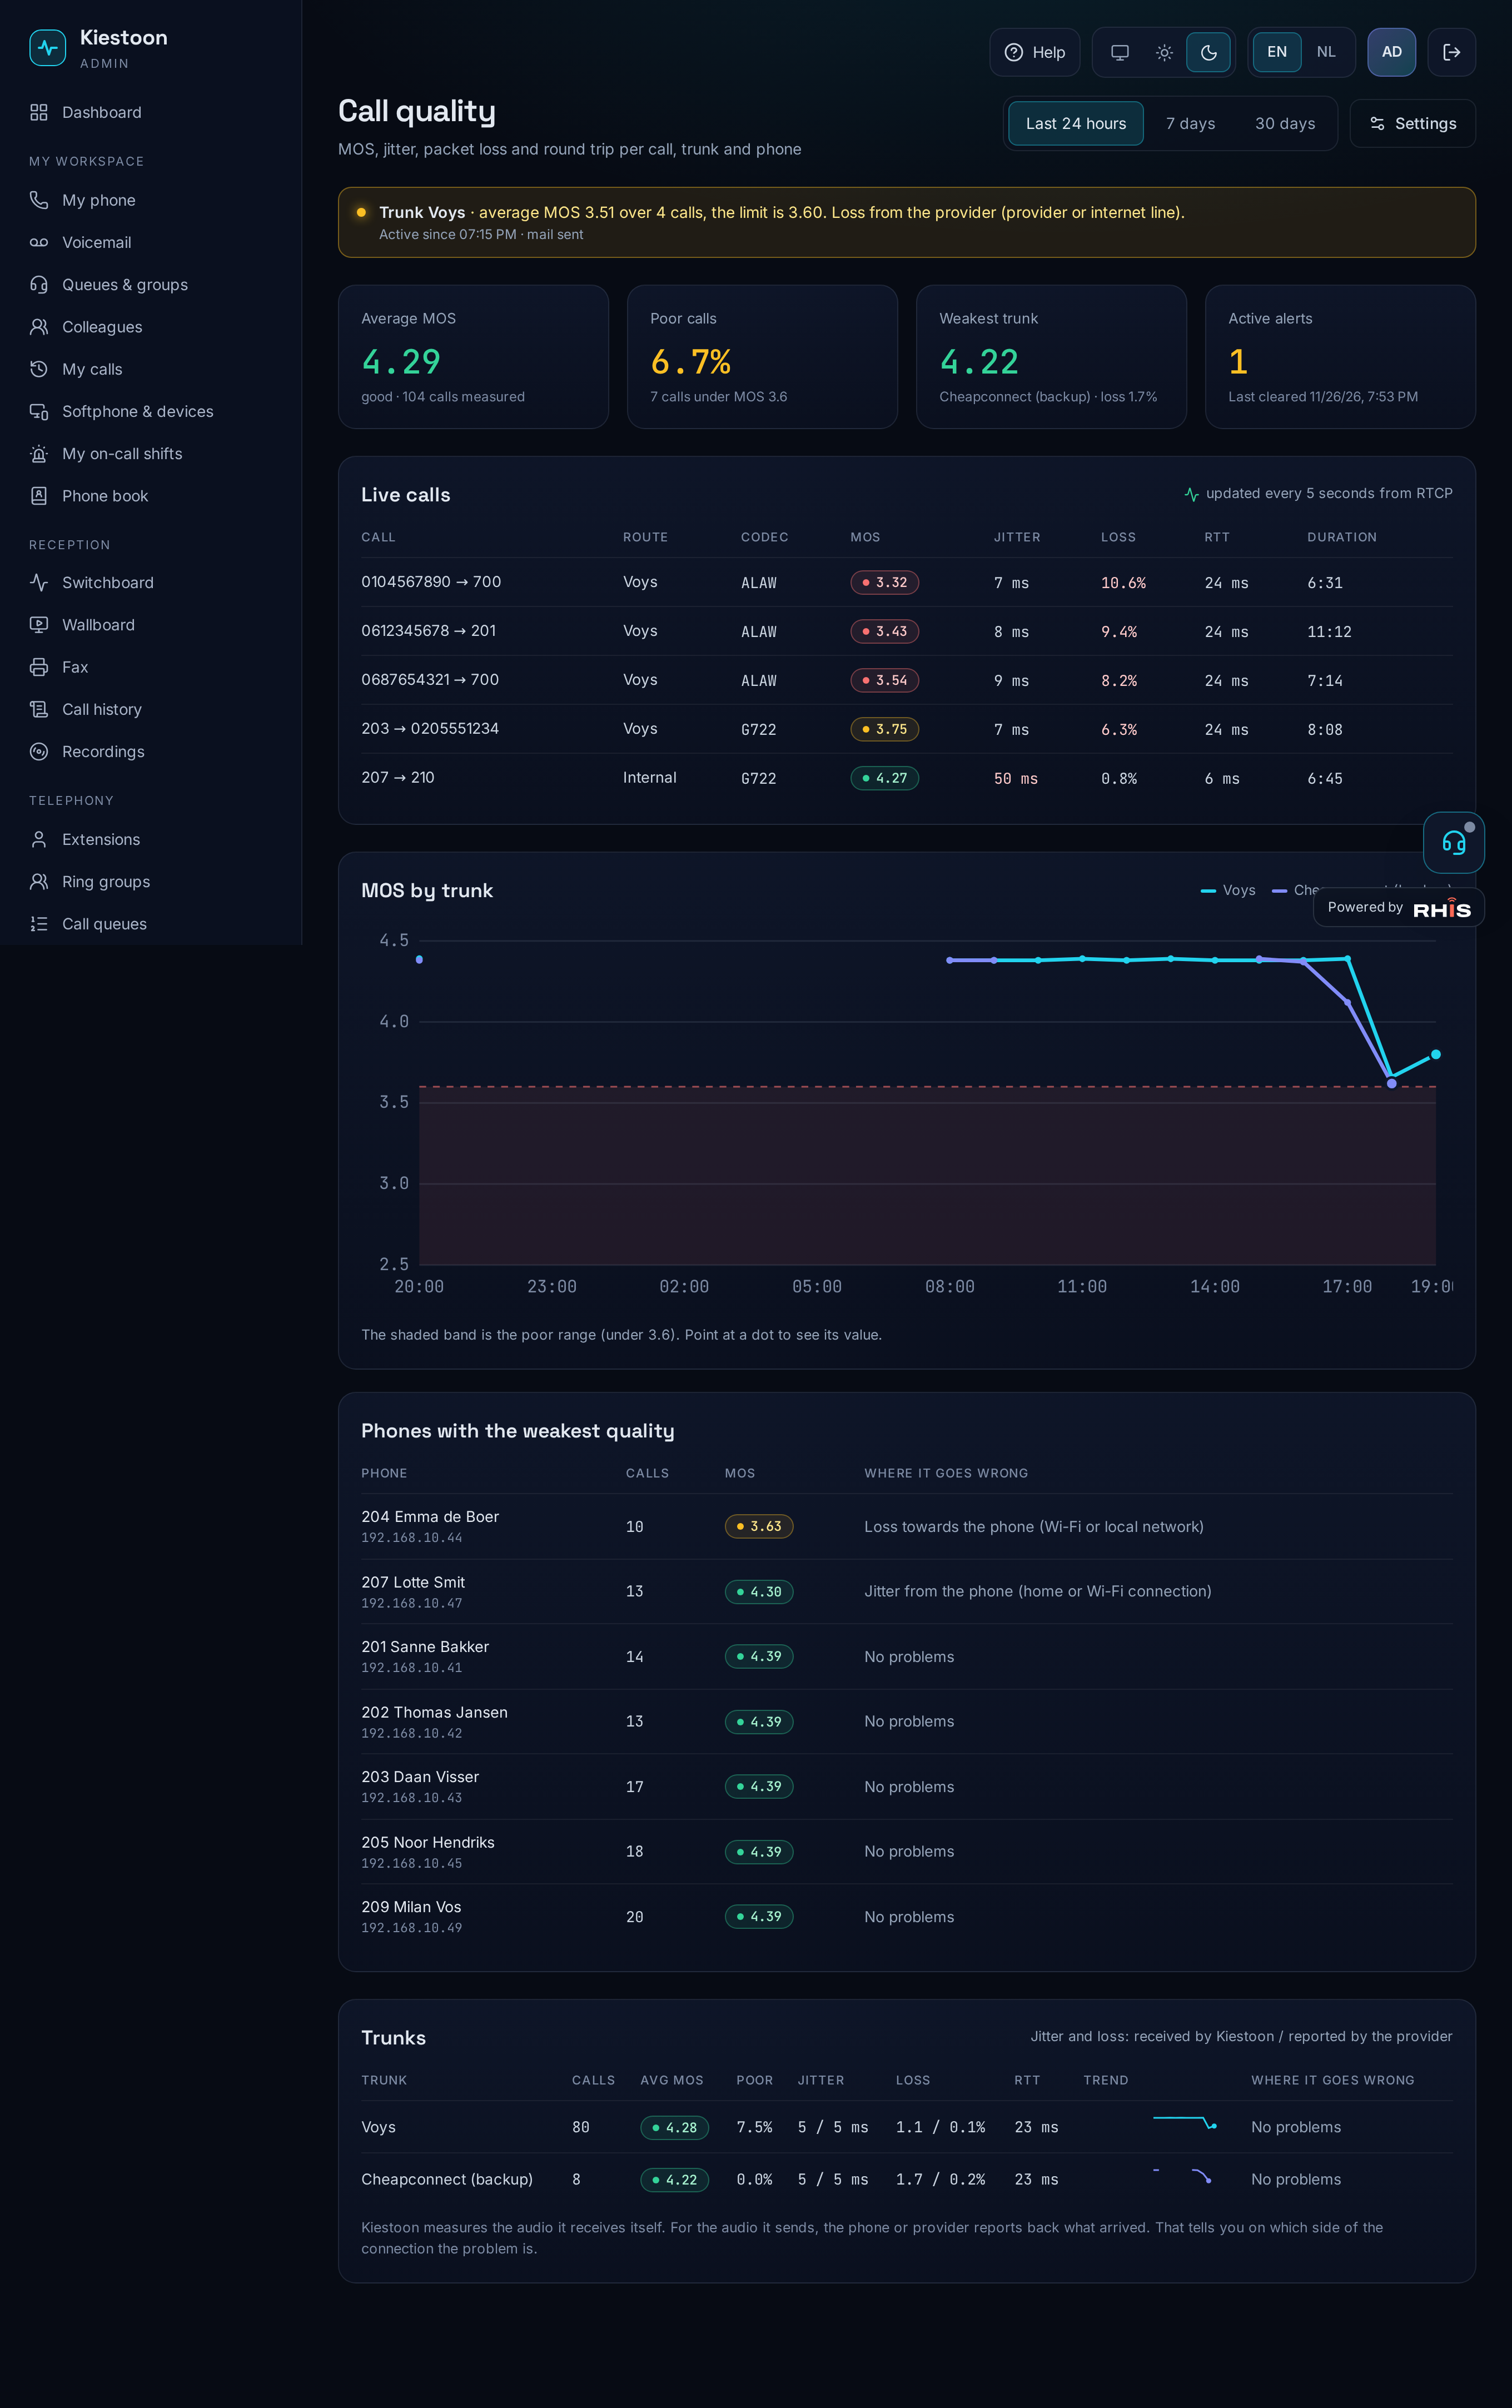 Kiestoon
ADMIN
Dashboard
MY WORKSPACE
My phone
Voicemail
Queues & groups
Colleagues
My calls
Softphone & devices
My on-call shifts
Phone book
RECEPTION
Switchboard
Wallboard
Fax
Call history
Recordings
TELEPHONY
Extensions
Ring groups
Call queues
Help
EN NL
AD
Call quality
MOS, jitter, packet loss and round trip per call, trunk and phone
Last 24 hours 7 days 30 days Settings
Trunk Voys · average MOS 3.51 over 4 calls, the limit is 3.60. Loss from the provider (provider or internet line).
Active since 07:15 PM · mail sent
Average MOS
4.29
good · 104 calls measured
Poor calls
6.7%
7 calls under MOS 3.6
Weakest trunk
4.22
Cheapconnect (backup) · loss 1.7%
Active alerts
1
Last cleared 11/26/26, 7:53 PM
Live calls
updated every 5 seconds from RTCP
CALL ROUTE CODEC MOS JITTER LOSS RTT DURATION
0104567890 → 700 Voys ALAW 3.32 7 ms 10.6% 24 ms 6:31
0612345678 → 201 Voys ALAW 3.43 8 ms 9.4% 24 ms 11:12
0687654321 → 700 Voys ALAW 3.54 9 ms 8.2% 24 ms 7:14
203 → 0205551234 Voys G722 3.75 7 ms 6.3% 24 ms 8:08
207 → 210 Internal G722 4.27 50 ms 0.8% 6 ms 6:45
MOS by trunk
Voys
Powered by RHIS
4.5
4.0
3.5
3.0
2.5
20:00 23:00 02:00 05:00 08:00 11:00 14:00 17:00
The shaded band is the poor range (under 3.6). Point at a dot to see its value.
Phones with the weakest quality
PHONE CALLS MOS WHERE IT GOES WRONG
204 Emma de Boer
192.168.10.44
10 3.63 Loss towards the phone (Wi-Fi or local network)
207 Lotte Smit
192.168.10.47
13 4.30 Jitter from the phone (home or Wi-Fi connection)
201 Sanne Bakker
192.168.10.41
14 4.39 No problems
202 Thomas Jansen
192.168.10.42
13 4.39 No problems
203 Daan Visser
192.168.10.43
17 4.39 No problems
205 Noor Hendriks
192.168.10.45
18 4.39 No problems
209 Milan Vos
192.168.10.49
20 4.39 No problems
Trunks
Jitter and loss: received by Kiestoon / reported by the provider
TRUNK CALLS AVG MOS POOR JITTER LOSS RTT TREND WHERE IT GOES WRONG
Voys 80 4.28 7.5% 5 / 5 ms 1.1 / 0.1% 23 ms No problems
Cheapconnect (backup) 8 4.22 0.0% 5 / 5 ms 1.7 / 0.2% 23 ms No problems
Kiestoon measures the audio it receives itself. For the audio it sends, the phone or provider reports back what arrived. That tells you on which side of the
connection the problem is.